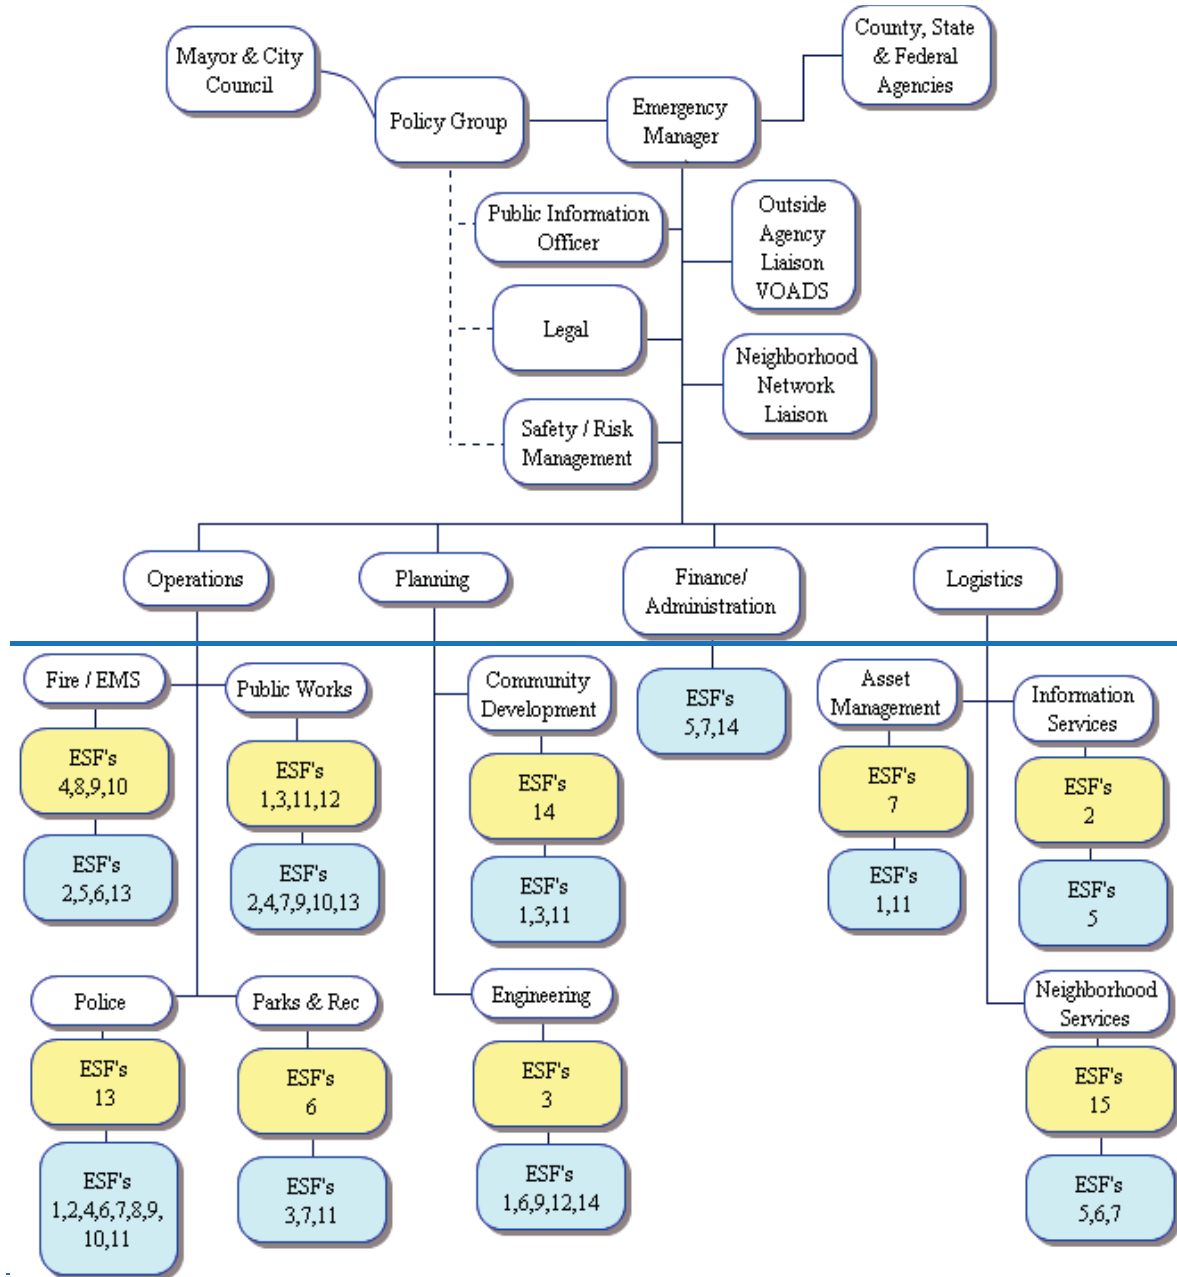 Mayor & City
Council
Policy Group
Emergency
Manager
County, State
& Federal
Agencies
Public Information
Officer
Outside
Agency
Liaison
VOADS
Legal
Neighborhood
Network
Liaison
Safety / Risk
Management
Operations
Planning
Finance/
Administration
Logistics
Fire / EMS
ESF's
4,8,9,10
ESF's
2,5,6,13
Public Works
ESF's
1,3,11,12
ESF's
2,4,7,9,10,13
Community
Development
ESF's
14
ESF's
1,3,11
ESF's
5,7,14
Asset
Management
ESF's
7
ESF's
1,11
Information
Services
ESF's
2
ESF's
5
Police
ESF's
13
ESF's
1,2,4,6,7,8,9,
10,11
Parks & Rec
ESF's
6
ESF's
3,7,11
Engineering
ESF's
3
ESF's
1,6,9,12,14
Neighborhood
Services
ESF's
15
ESF's
5,6,7